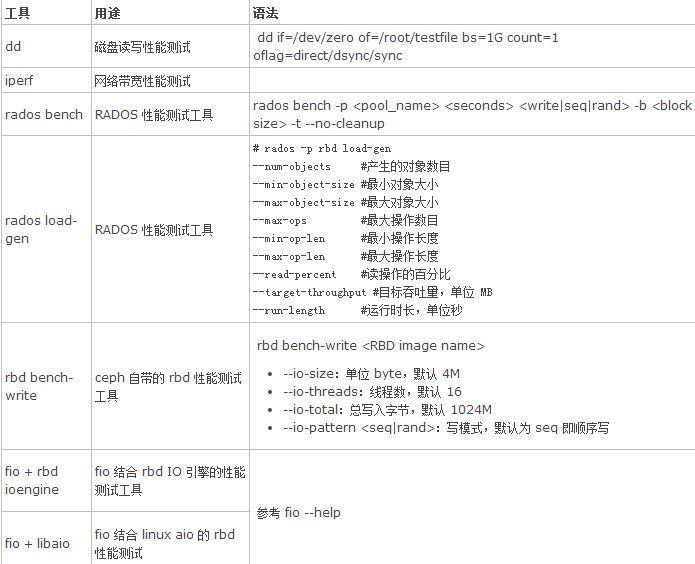 工具 用途 语法
dd 磁盘读写性能测试 dd if=/dev/zero of=/root/testfile bs=1G count=1
oflag=direct/dsync/sync
iperf 网络带宽性能测试
rados bench RADOS 性能测试工具 rados bench -p <pool_name> <seconds> <write|seq|rand> -b <block
size> -t --no-cleanup
rados load-
gen
RADOS 性能测试工具
# rados -p rbd load-gen
--num-objects #产生的对象数目
--min-object-size #最小对象大小
--max-object-size #最大对象大小
--max-ops #最大操作数目
--min-op-len #最小操作长度
--max-op-len #最大操作长度
--read-percent #读操作的百分比
--target-throughput #目标吞吐量，单位 MB
--run-length #运行时长，单位秒
rbd bench-
write
ceph 自带的 rbd 性能测试
工具
rbd bench-write <RBD image name>
--io-size：单位 byte，默认 4M
--io-threads：线程数，默认 16
--io-total：总写入字节，默认 1024M
--io-pattern <seq|rand>：写模式，默认为 seq 即顺序写
fio + rbd
ioengine
fio 结合 rbd IO 引擎的性能
测试工具
参考 fio --help
fio + libaio
fio 结合 linux aio 的 rbd
性能测试